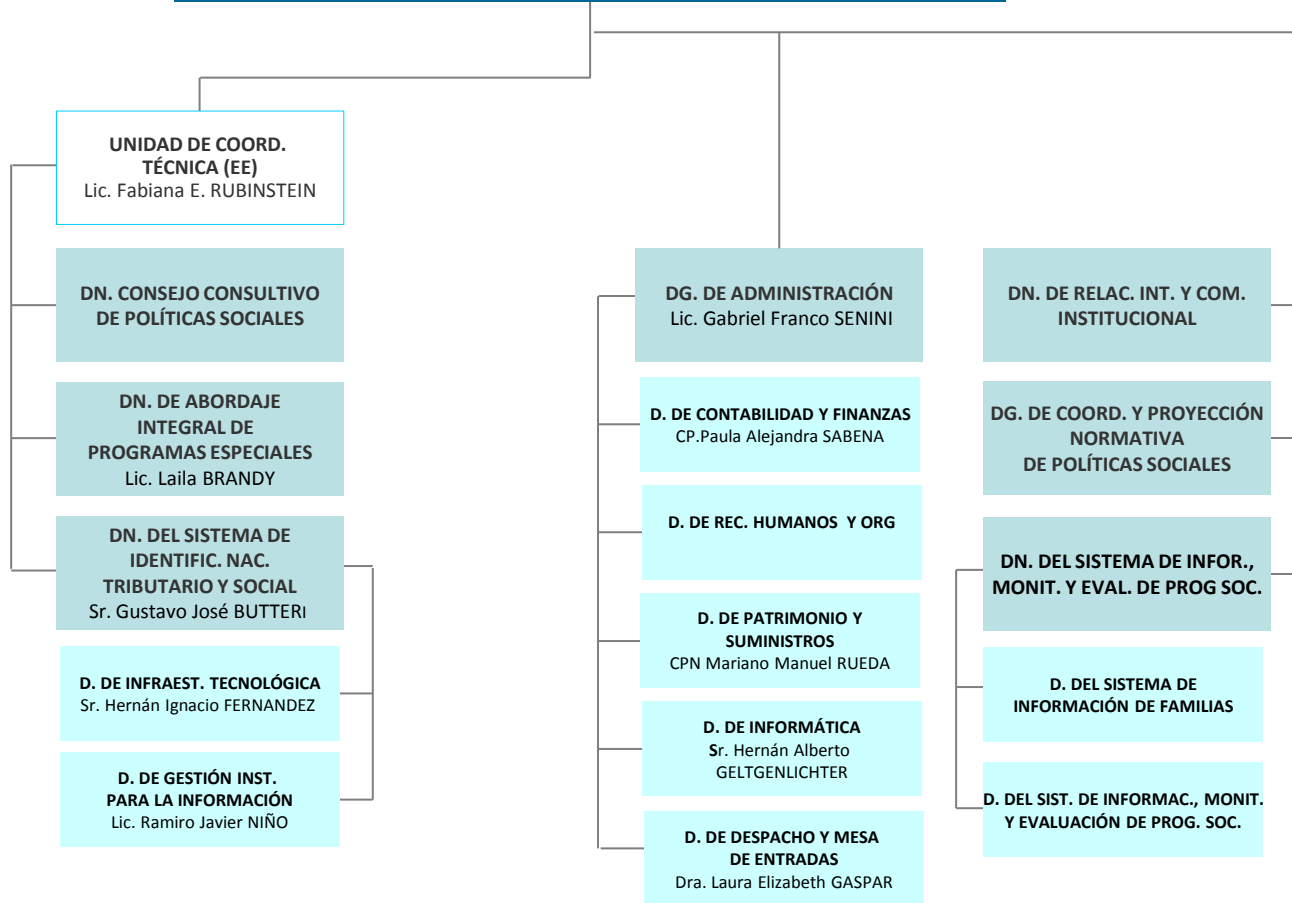 UNIDAD DE COORD.
TÉCNICA (EE)
Lic. Fabiana E. RUBINSTEIN
DN. CONSEJO CONSULTIVO
DE POLÍTICAS SOCIALES
DN. DE ABORDAJE
INTEGRAL DE
PROGRAMAS ESPECIALES
Lic. Laila BRANDY
DN. DEL SISTEMA DE
IDENTIFIC. NAC.
TRIBUTARIO Y SOCIAL
Sr. Gustavo José BUTTERI
D. DE INFRAEST. TECNOLÓGICA
Sr. Hernán Ignacio FERNANDEZ
D. DE GESTIÓN INST.
PARA LA INFORMACIÓN
Lic. Ramiro Javier NIÑO
DG. DE ADMINISTRACIÓN
Lic. Gabriel Franco SENINI
D. DE CONTABILIDAD Y FINANZAS
CP.Paula Alejandra SABENA
D. DE REC. HUMANOS Y ORG
D. DE PATRIMONIO Y
SUMINISTROS
CPN Mariano Manuel RUEDA
D. DE INFORMÁTICA
Sr. Hernán Alberto
GELTGENLICHTER
D. DE DESPACHO Y MESA
DE ENTRADAS
Dra. Laura Elizabeth GASPAR
DN. DE RELAC. INT. Y COM.
INSTITUCIONAL
DG. DE COORD. Y PROYECCIÓN
NORMATIVA
DE POLÍTICAS SOCIALES
DN. DEL SISTEMA DE INFOR.,
MONIT. Y EVAL. DE PROG SOC.
D. DEL SISTEMA DE
INFORMACIÓN DE FAMILIAS
D. DEL SIST. DE INFORMAC., MONIT.
Y EVALUACIÓN DE PROG. SOC.